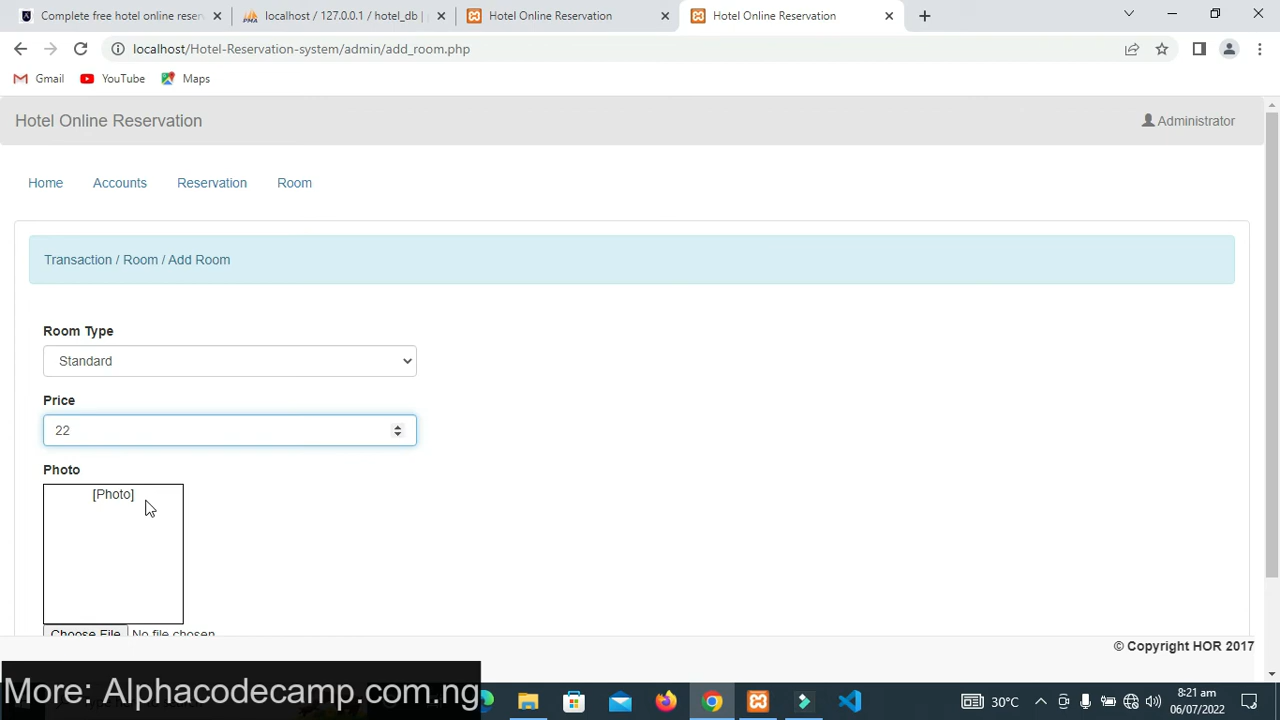 Complete free hotel online reser
localhost / 127.0.0.1 / hotel_db |
Hotel Online Reservation
Hotel Online Reservation
localhost/Hotel-Reservation-system/admin/add_room.php
Gmail
YouTube
Maps
Hotel Online Reservation
Administrator
Home
Accounts
Reservation
Room
Transaction / Room / Add Room
Room Type
Standard
Price
22
Photo
[Photo]
Choose File No file chosen
© Copyright HOR 2017
More: Alphacodecamp.com.ng
30°C
8:21 am
06/07/2022